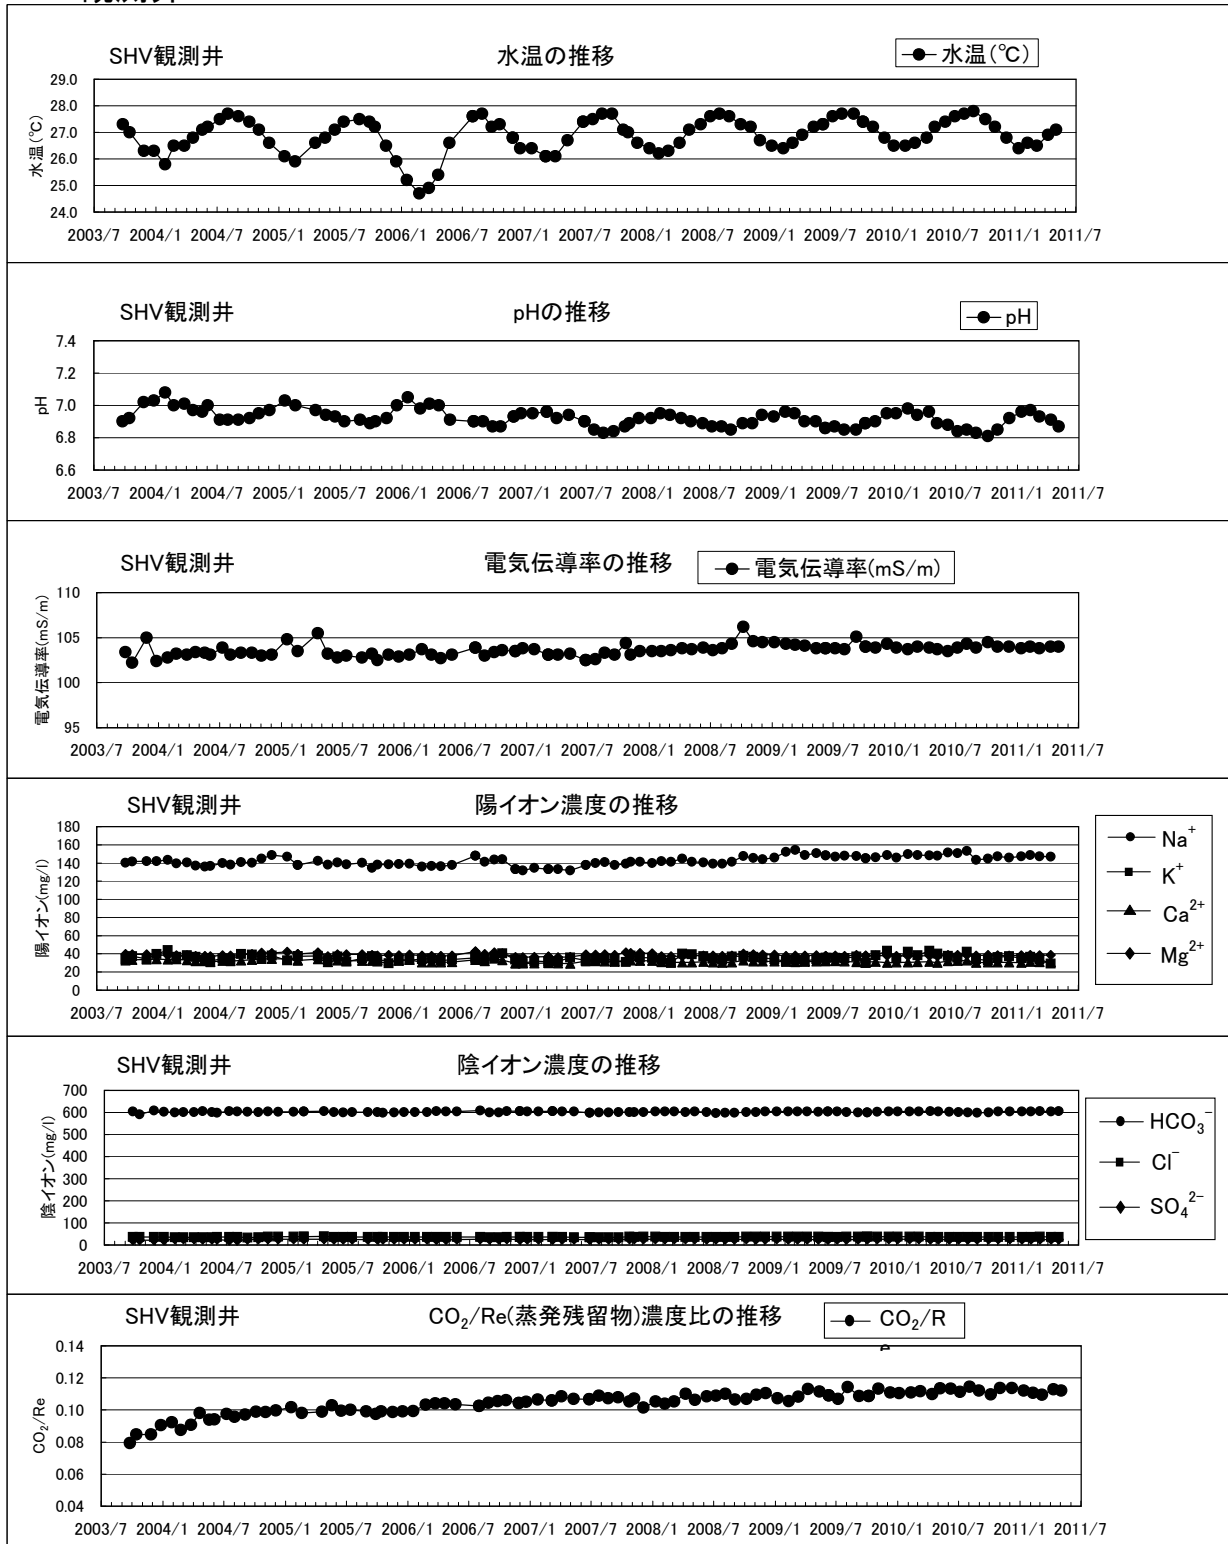 SHV観測井 水温の推移 水温(℃)
29.0
28.0
27.0
26.0
25.0
24.0
水温(℃)
2003/7 2004/1 2004/7 2005/1 2005/7 2006/1 2006/7 2007/1 2007/7 2008/1 2008/7 2009/1 2009/7 2010/1 2010/7 2011/1 2011/7
SHV観測井 pHの推移 pH
7.4
7.2
7.0
6.8
6.6
pH
2003/7 2004/1 2004/7 2005/1 2005/7 2006/1 2006/7 2007/1 2007/7 2008/1 2008/7 2009/1 2009/7 2010/1 2010/7 2011/1 2011/7
SHV観測井 電気伝導率の推移 電気伝導率(mS/m)
110
105
100
95
電気伝導率(mS/m)
2003/7 2004/1 2004/7 2005/1 2005/7 2006/1 2006/7 2007/1 2007/7 2008/1 2008/7 2009/1 2009/7 2010/1 2010/7 2011/1 2011/7
SHV観測井 陽イオン濃度の推移
180
160
140
120
100
80
60
40
20
0
陽イオン(mg/l)
2003/7 2004/1 2004/7 2005/1 2005/7 2006/1 2006/7 2007/1 2007/7 2008/1 2008/7 2009/1 2009/7 2010/1 2010/7 2011/1 2011/7
Na⁺
K⁺
Ca²⁺
Mg²⁺
SHV観測井 陰イオン濃度の推移
700
600
500
400
300
200
100
0
陰イオン(mg/l)
2003/7 2004/1 2004/7 2005/1 2005/7 2006/1 2006/7 2007/1 2007/7 2008/1 2008/7 2009/1 2009/7 2010/1 2010/7 2011/1 2011/7
HCO₃⁻
Cl⁻
SO₄²⁻
SHV観測井 CO₂/Re(蒸発残留物)濃度比の推移 CO₂/R
0.14
0.12
0.10
0.08
0.06
0.04
CO₂/Re
2003/7 2004/1 2004/7 2005/1 2005/7 2006/1 2006/7 2007/1 2007/7 2008/1 2008/7 2009/1 2009/7 2010/1 2010/7 2011/1 2011/7